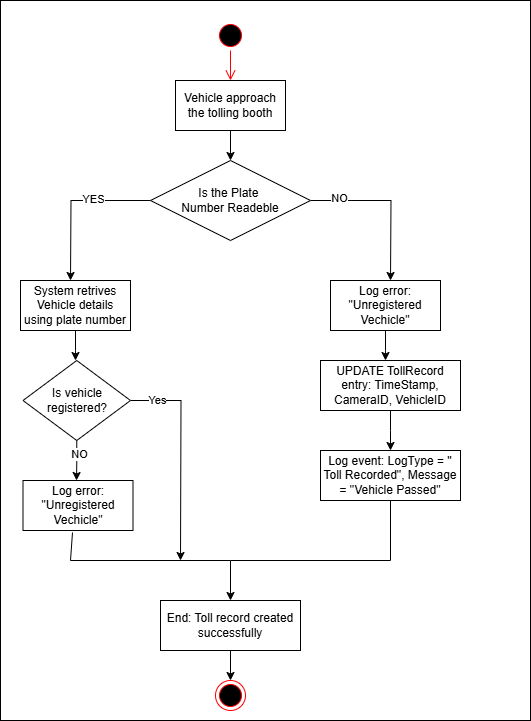 Vehicle approach
the tolling booth
Is the Plate
Number Readeble
YES
NO
System retrives
Vehicle details
using plate number
Log error:
"Unregistered
Vechicle"
Is vehicle
registered?
Yes
UPDATE TollRecord
entry: TimeStamp,
CameraID, VehicleID
NO
Log event: LogType = "
Toll Recorded", Message
= "Vehicle Passed"
Log error:
"Unregistered
Vechicle"
End: Toll record created
successfully